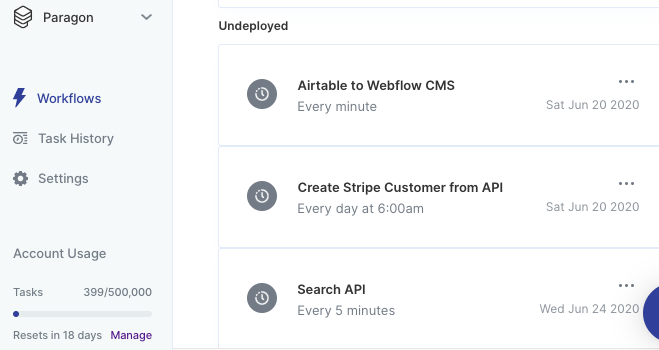 Paragon
Workflows
Task History
Settings
Account Usage
Tasks 399/500,000
Resets in 18 days Manage
Undeployed
Airtable to Webflow CMS
Every minute
Sat Jun 20 2020
Create Stripe Customer from API
Every day at 6:00am
Sat Jun 20 2020
Search API
Every 5 minutes
Wed Jun 24 2020